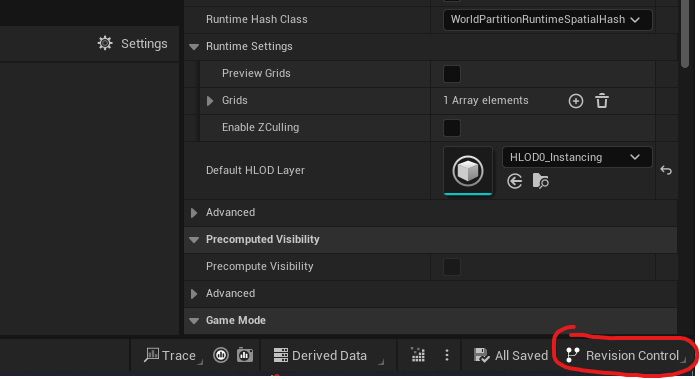 Settings
Runtime Hash Class
WorldPartitionRuntimeSpatialHash
Runtime Settings
Preview Grids
Grids
1 Array elements
Enable ZCulling
Default HLOD Layer
HLOD0_Instancing
Advanced
Precomputed Visibility
Precompute Visibility
Advanced
Game Mode
Trace
Derived Data
All Saved
Revision Control